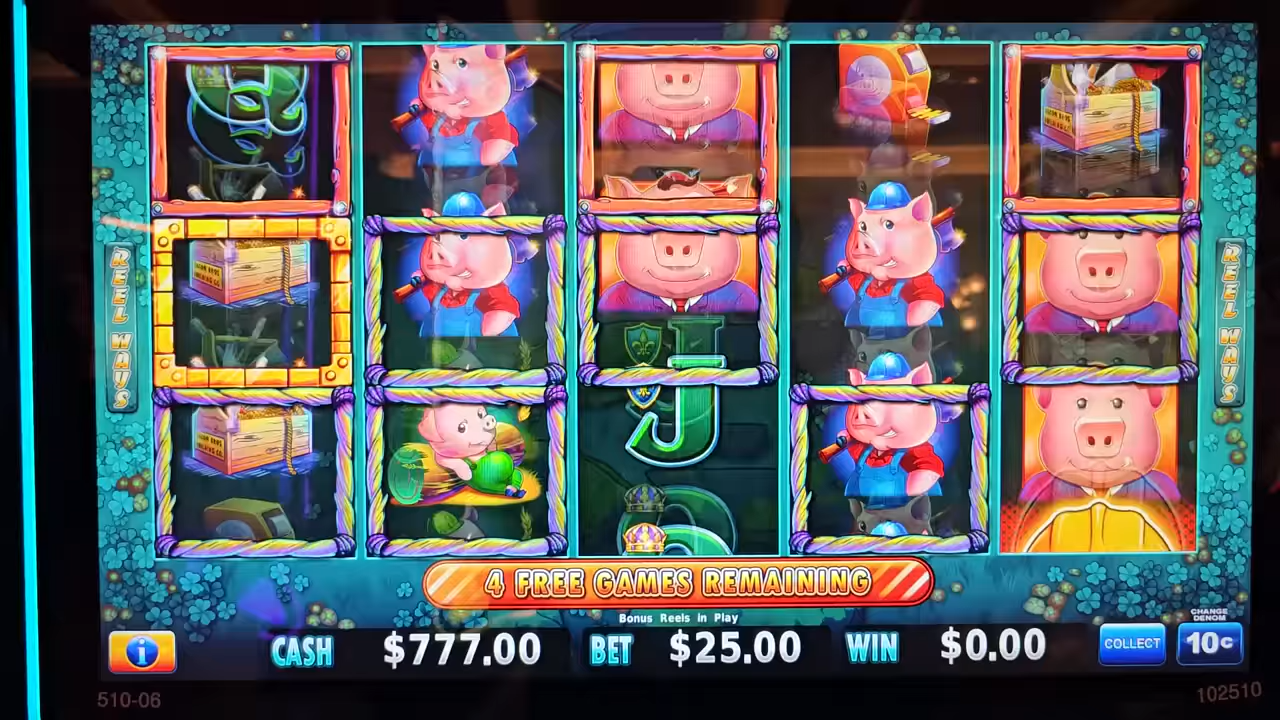 REEL WAYS
REEL WAYS
J
4 FREE GAMES REMAINING
Bonus Reels in Play
CASH $777.00 BET $25.00 WIN $0.00
COLLECT
CHANGE
DENOM
10¢
510-06
102510